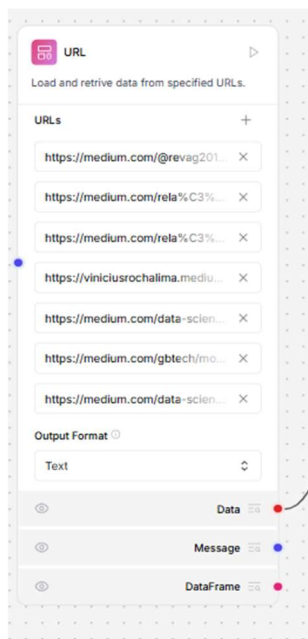 URL
Load and retrive data from specified URLs.
URLs
https://medium.com/@revag201...
https://medium.com/rela%C3%...
https://medium.com/rela%C3%...
https://viniciusrochalima.mediu...
https://medium.com/data-scien...
https://medium.com/gbtech/mo...
https://medium.com/data-scien...
Output Format
Text
Data
Message
DataFrame